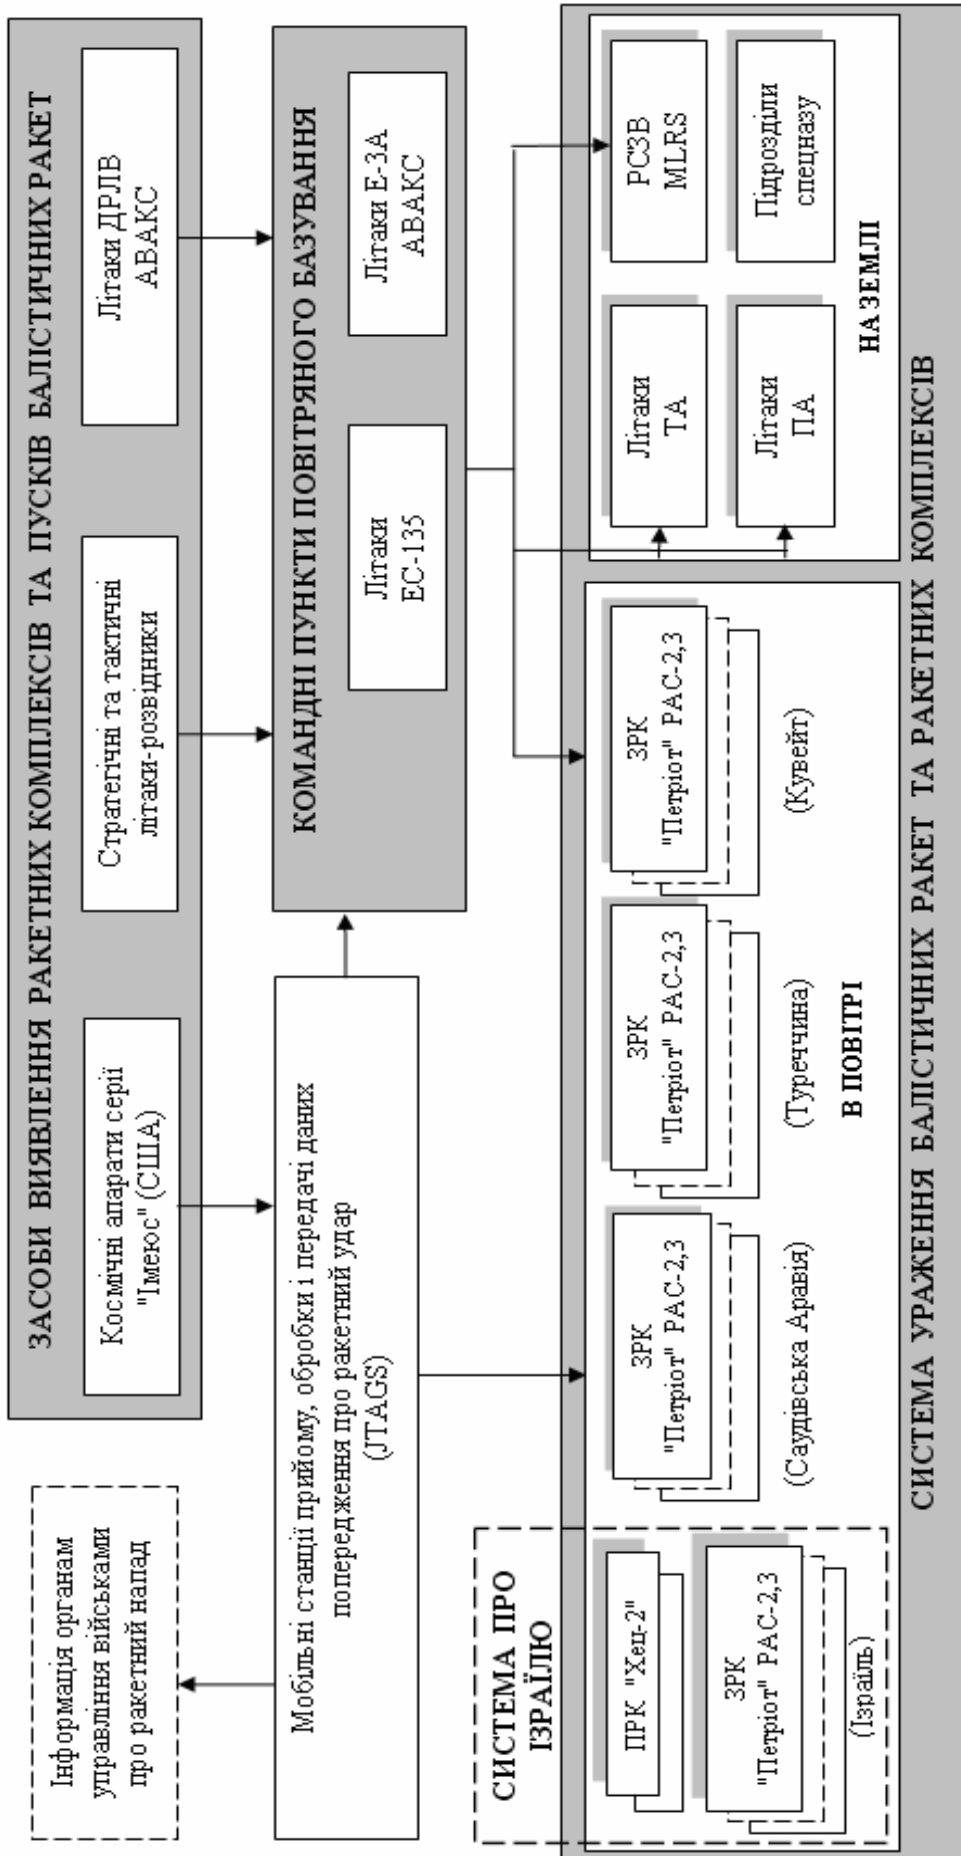 ЗАСОБИ ВИЯВЛЕННЯ РАКЕТНИХ КОМПЛЕКСІВ ТА ПУСКІВ БАЛІСТИЧНИХ РАКЕТ
Інформація органам
управління військами
про ракетний напад
Космічні апарати серії
"Імеюс" (США)
Стратегічні та тактичні
літаки-розвідники
Літаки ДРЛВ
АВАКС
Мобільні станції прийому, обробки і передачі даних
попередження про ракетний удар
(JTAGS)
КОМАНДНІ ПУНКТИ ПОВІТРЯНОГО БАЗУВАННЯ
Літаки
ЕС-135
Літаки Е-3А
АВАКС
СИСТЕМА ПРО
ІЗРАЇЛЮ
ПРК "Хец-2"
ЗРК
"Петріот" РАС-2,3
(Ізраїль)
ЗРК
"Петріот" РАС-2,3
(Саудівська Аравія)
ЗРК
"Петріот" РАС-2,3
(Туреччина)
ЗРК
"Петріот" РАС-2,3
(Кувейт)
В ПОВІТРІ
Літаки
ТА
РСЗВ
MLRS
Літаки
ПА
Підрозділи
спецназу
НА ЗЕМЛІ
СИСТЕМА УРАЖЕННЯ БАЛІСТИЧНИХ РАКЕТ ТА РАКЕТНИХ КОМПЛЕКСІВ